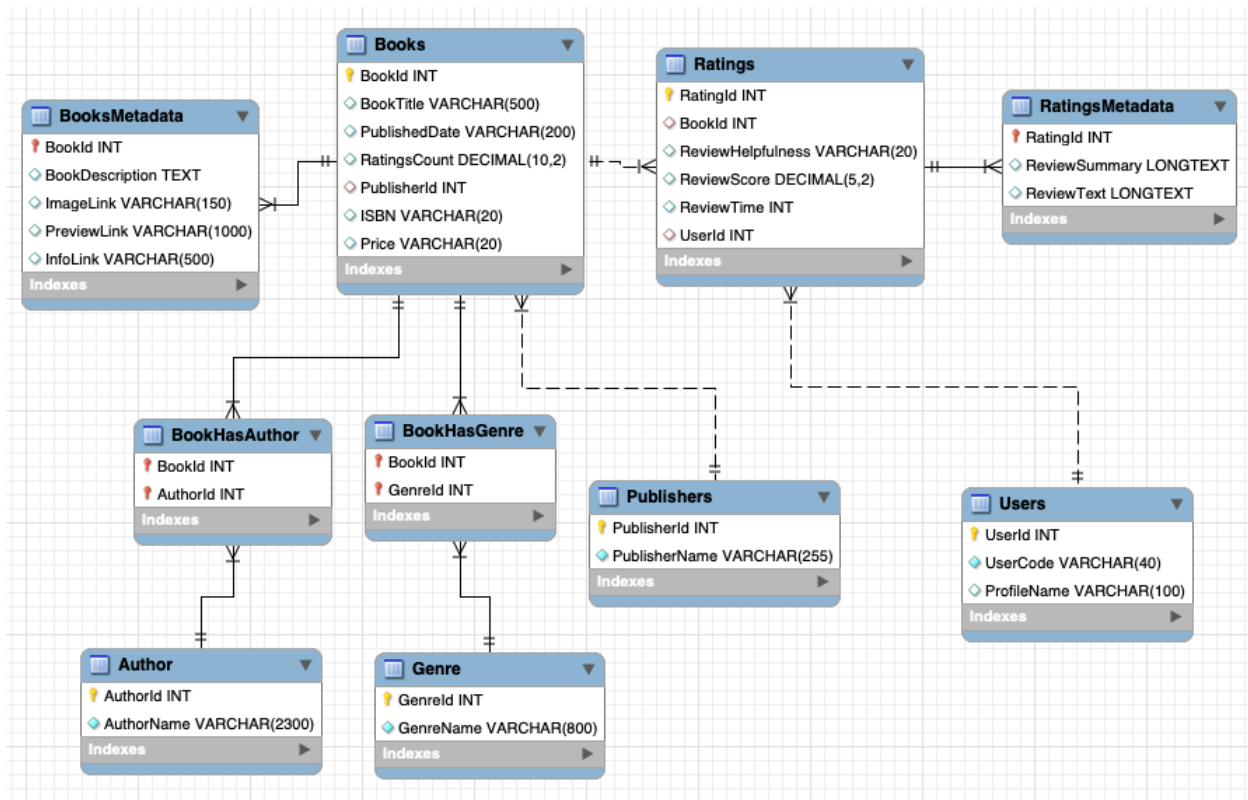 Books
BookId INT
BookTitle VARCHAR(500)
PublishedDate VARCHAR(200)
RatingsCount DECIMAL(10,2)
PublisherId INT
ISBN VARCHAR(20)
Price VARCHAR(20)
Indexes
Ratings
RatingId INT
BookId INT
ReviewHelpfulness VARCHAR(20)
ReviewScore DECIMAL(5,2)
ReviewTime INT
UserId INT
Indexes
RatingsMetadata
RatingId INT
ReviewSummary LONGTEXT
ReviewText LONGTEXT
Indexes
BooksMetadata
BookId INT
BookDescription TEXT
ImageLink VARCHAR(150)
PreviewLink VARCHAR(1000)
InfoLink VARCHAR(500)
Indexes
BookHasAuthor
BookId INT
AuthorId INT
Indexes
BookHasGenre
BookId INT
GenreId INT
Indexes
Publishers
PublisherId INT
PublisherName VARCHAR(255)
Indexes
Users
UserId INT
UserCode VARCHAR(40)
ProfileName VARCHAR(100)
Indexes
Author
AuthorId INT
AuthorName VARCHAR(2300)
Indexes
Genre
GenreId INT
GenreName VARCHAR(800)
Indexes